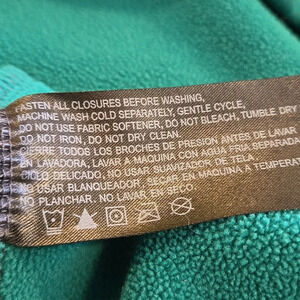 FASTEN ALL CLOSURES BEFORE WASHING,
MACHINE WASH COLD SEPARATELY, GENTLE CYCLE,
DO NOT USE FABRIC SOFTENER, DO NOT BLEACH, TUMBLE DRY
DO NOT IRON, DO NOT DRY CLEAN.
CIERRE TODOS LOS BROCHES DE PRESION ANTES DE LAVAR
EN LAVADORA, LAVAR A MAQUINA CON AGUA FRIA SEPARADA
CICLO DELICADO, NO USAR SUAVIZADOR DE TELA,
NO USAR BLANQUEADOR, SECAR EN MAQUINA A TEMPERATU
NO PLANCHAR, NO LAVAR EN SECO.